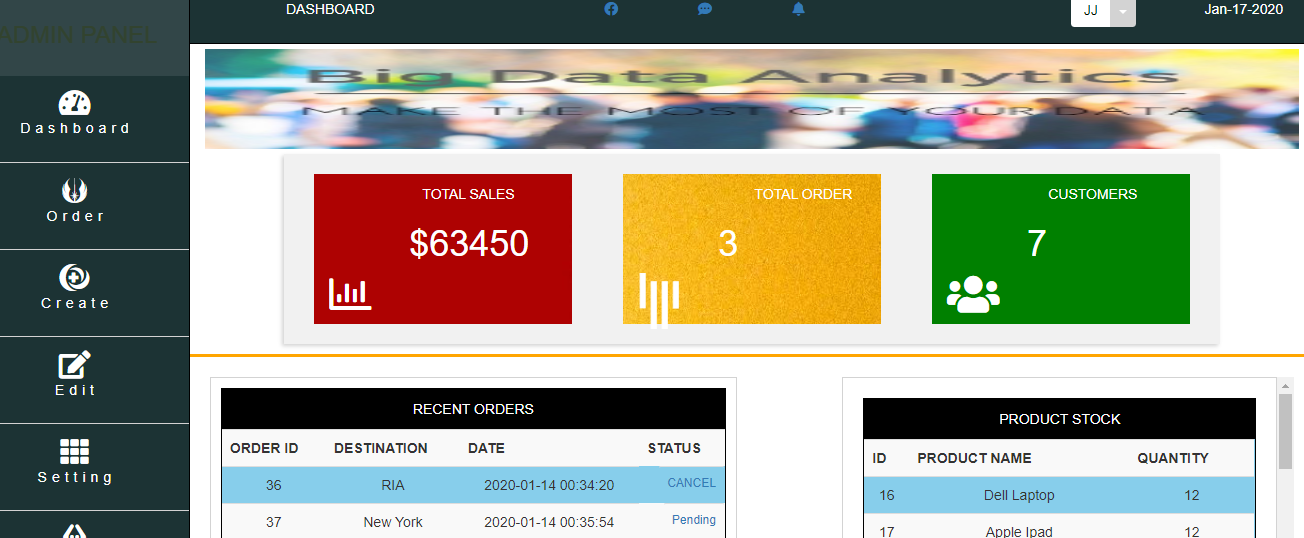 DASHBOARD
JJ
Jan-17-2020
ADMIN PANEL
Dashboard
Order
Create
Edit
Setting
Big Data Analytics
MAKE THE MOST OF YOUR DATA
TOTAL SALES
$63450
TOTAL ORDER
3
CUSTOMERS
7
RECENT ORDERS
ORDER ID DESTINATION DATE STATUS
36 RIA 2020-01-14 00:34:20 CANCEL
37 New York 2020-01-14 00:35:54 Pending
PRODUCT STOCK
ID PRODUCT NAME QUANTITY
16 Dell Laptop 12
17 Apple Ipad 12